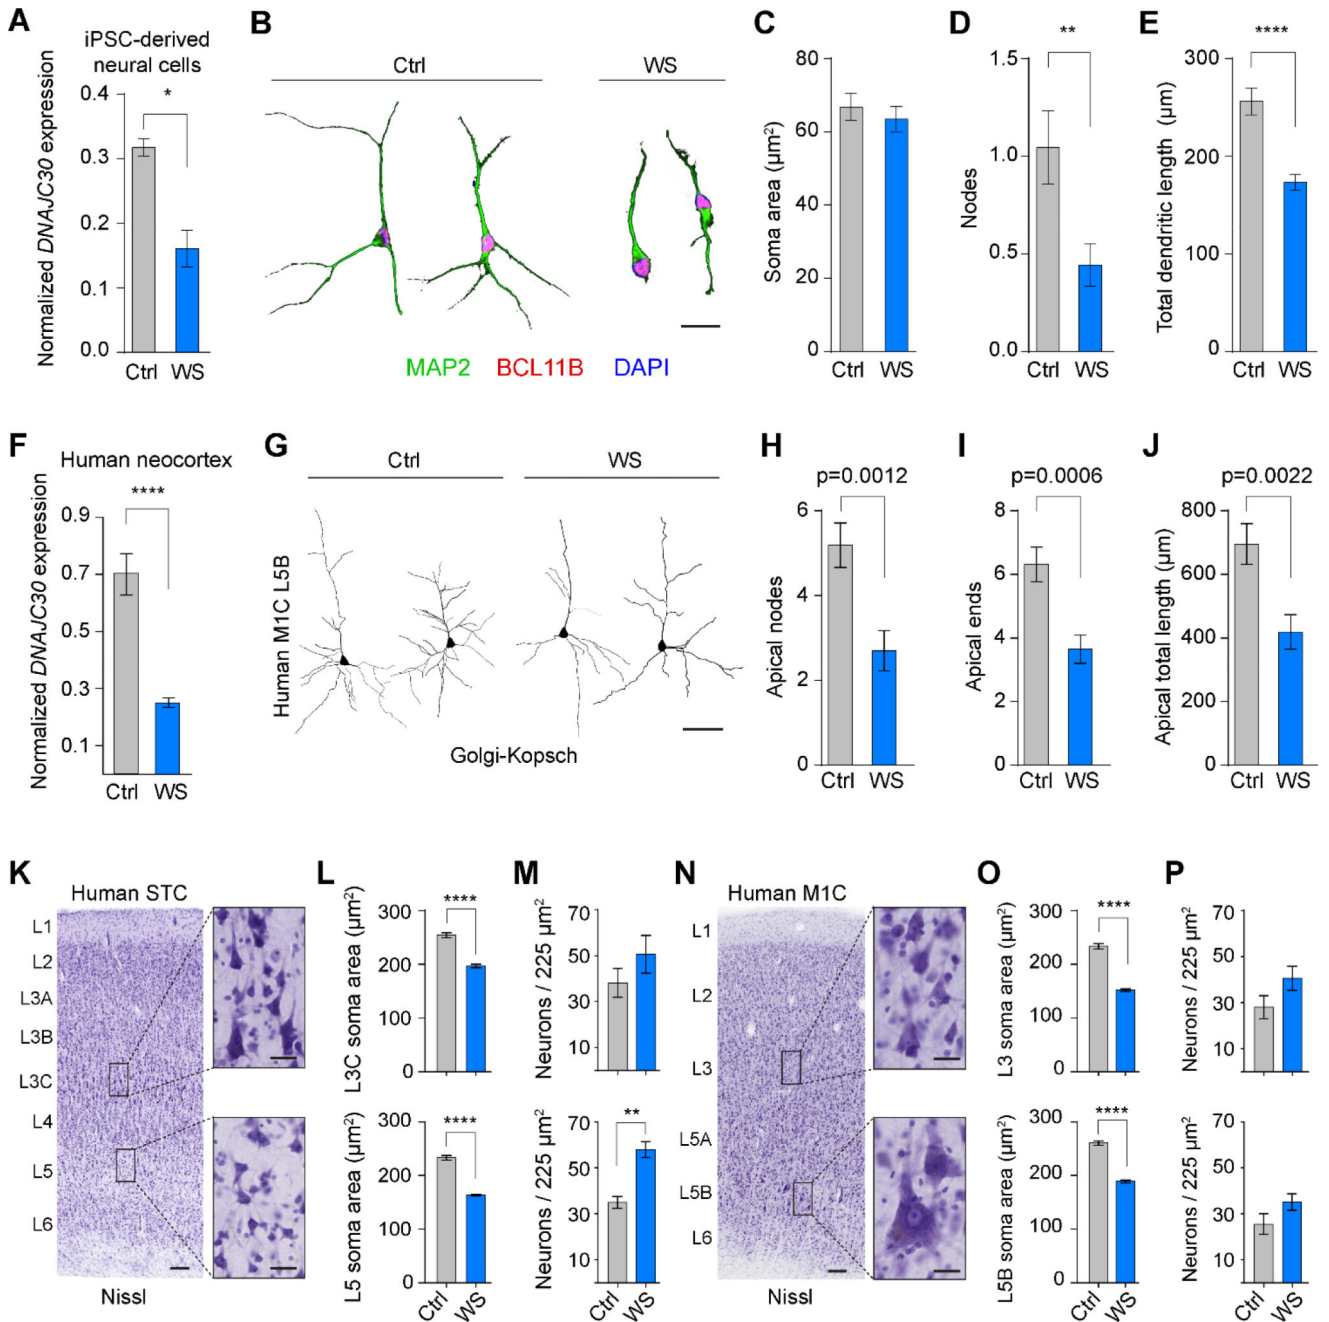 A
iPSC-derived
neural cells
Normalized DNAJC30 expression
0.4
0.3
0.2
0.1
0.0
*
Ctrl
WS
B
Ctrl
WS
MAP2 BCL11B DAPI
C
Soma area (µm²)
80
60
40
20
0
Ctrl
WS
D
Nodes
1.5
1.0
0.5
0.0
**
Ctrl
WS
E
Total dendritic length (µm)
300
200
100
0
****
Ctrl
WS
F
Human neocortex
Normalized DNAJC30 expression
0.9
0.7
0.5
0.3
0.1
****
Ctrl
WS
G
Ctrl
WS
Human M1C L5B
Golgi-Kopsch
H
p=0.0012
Apical nodes
6
4
2
0
Ctrl
WS
I
p=0.0006
Apical ends
8
6
4
2
0
Ctrl
WS
J
p=0.0022
Apical total length (µm)
800
600
400
200
0
Ctrl
WS
K
Human STC
L1
L2
L3A
L3B
L3C
L4
L5
L6
Nissl
L
L3C soma area (µm²)
300
200
100
0
****
L5 soma area (µm²)
300
200
100
0
****
Ctrl
WS
M
Neurons / 225 µm²
70
50
30
10
Neurons / 225 µm²
70
50
30
10
**
Ctrl
WS
N
Human M1C
L1
L2
L3
L5A
L5B
L6
Nissl
O
L3 soma area (µm²)
300
200
100
0
****
L5B soma area (µm²)
300
200
100
0
****
Ctrl
WS
P
Neurons / 225 µm²
70
50
30
10
Neurons / 225 µm²
70
50
30
10
Ctrl
WS